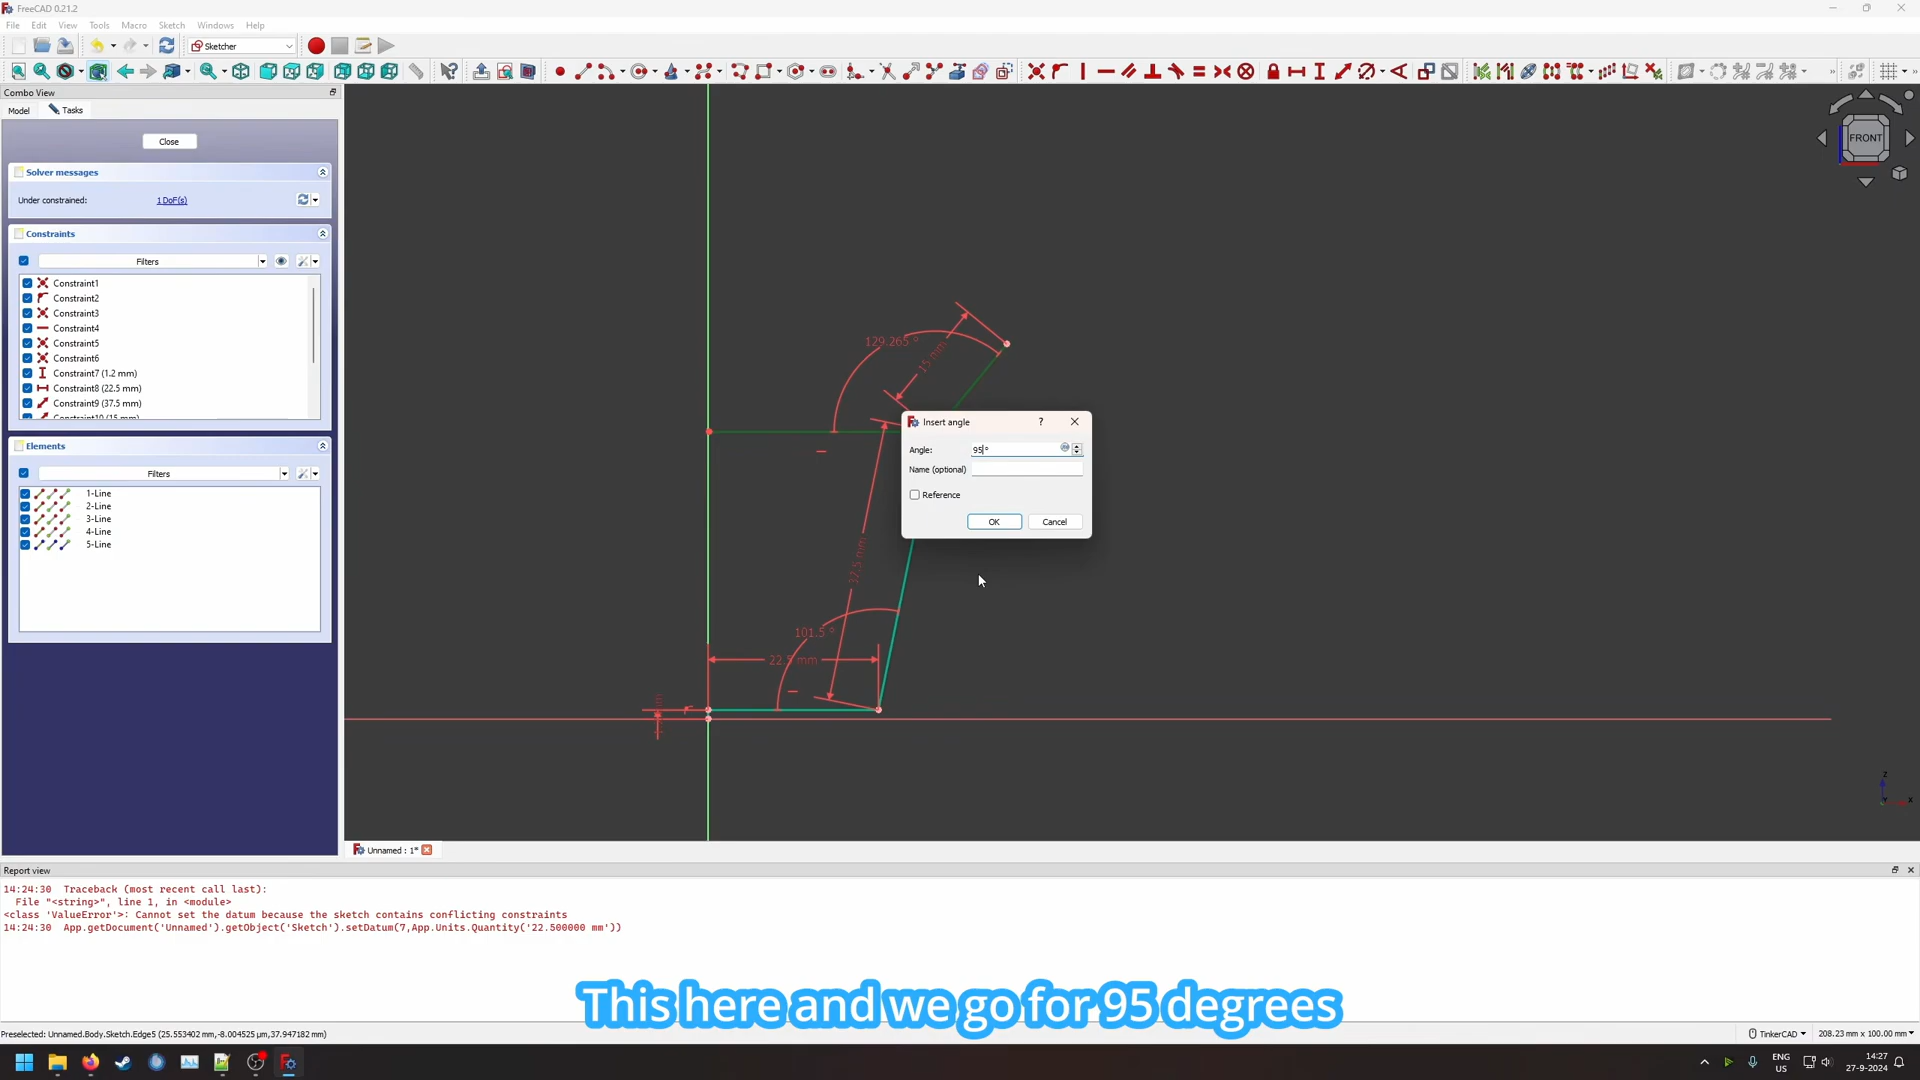 FreeCAD 0.21.2
File Edit View Tools Macro Sketch Windows Help
Sketcher
Combo View
Model Tasks
Close
Solver messages
Under constrained: 1 DoF(s)
Constraints
Filters
Constraint1
Constraint2
Constraint3
Constraint4
Constraint5
Constraint6
Constraint7 (1.2 mm)
Constraint8 (22.5 mm)
Constraint9 (37.5 mm)
Constraint10 (15 mm)
Elements
Filters
1-Line
2-Line
3-Line
4-Line
5-Line
FRONT
129.265 °
15 mm
Insert angle ?
Angle: 95°
Name (optional)
Reference
OK Cancel
37.5 mm
101.5 °
22.5 mm
Z
X
Unnamed : 1*
Report view
14:24:30 Traceback (most recent call last):
File "<string>", line 1, in <module>
<class 'ValueError'>: Cannot set the datum because the sketch contains conflicting constraints
14:24:30 App.getDocument('Unnamed').getObject('Sketch').setDatum(7,App.Units.Quantity('22.500000 mm'))
This here and we go for 95 degrees
Preselected: Unnamed.Body.Sketch.Edge5 (25.553402 mm,-8.004525 µm,37.947182 mm)
TinkerCAD 208.23 mm x 100.00 mm
ENG
US
14:27
27-9-2024